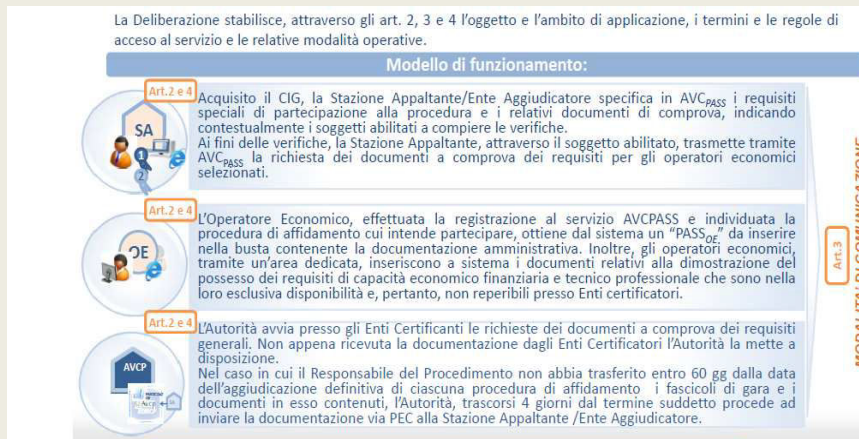 La Deliberazione stabilisce, attraverso gli art. 2, 3 e 4 l'oggetto e l'ambito di applicazione, i termini e le regole di
accesso al servizio e le relative modalità operative.
Modello di funzionamento:
Art.2 e 4
SA
1
2
Acquisito il CIG, la Stazione Appaltante/Ente Aggiudicatore specifica in AVCPASS i requisiti
speciali di partecipazione alla procedura e i relativi documenti di comprova, indicando
contestualmente i soggetti abilitati a compiere le verifiche.
Ai fini delle verifiche, la Stazione Appaltante, attraverso il soggetto abilitato, trasmette tramite
AVCPASS la richiesta dei documenti a comprova dei requisiti per gli operatori economici
selezionati.
Art.2 e 4
OE
L'Operatore Economico, effettuata la registrazione al servizio AVCPASS e individuata la
procedura di affidamento cui intende partecipare, ottiene dal sistema un "PASSOE" da inserire
nella busta contenente la documentazione amministrativa. Inoltre, gli operatori economici,
tramite un'area dedicata, inseriscono a sistema i documenti relativi alla dimostrazione del
possesso dei requisiti di capacità economico finanziaria e tecnico professionale che sono nella
loro esclusiva disponibilità e, pertanto, non reperibili presso Enti certificatori.
Art.2 e 4
AVCP
L'Autorità avvia presso gli Enti Certificanti le richieste dei documenti a comprova dei requisiti
generali. Non appena ricevuta la documentazione dagli Enti Certificatori l'Autorità la mette a
disposizione.
Nel caso in cui il Responsabile del Procedimento non abbia trasferito entro 60 gg dalla data
dell'aggiudicazione definitiva di ciascuna procedura di affidamento i fascicoli di gara e i
documenti in esso contenuti, l'Autorità, trascorsi 4 giorni dal termine suddetto procede ad
inviare la documentazione via PEC alla Stazione Appaltante /Ente Aggiudicatore.
Art.3